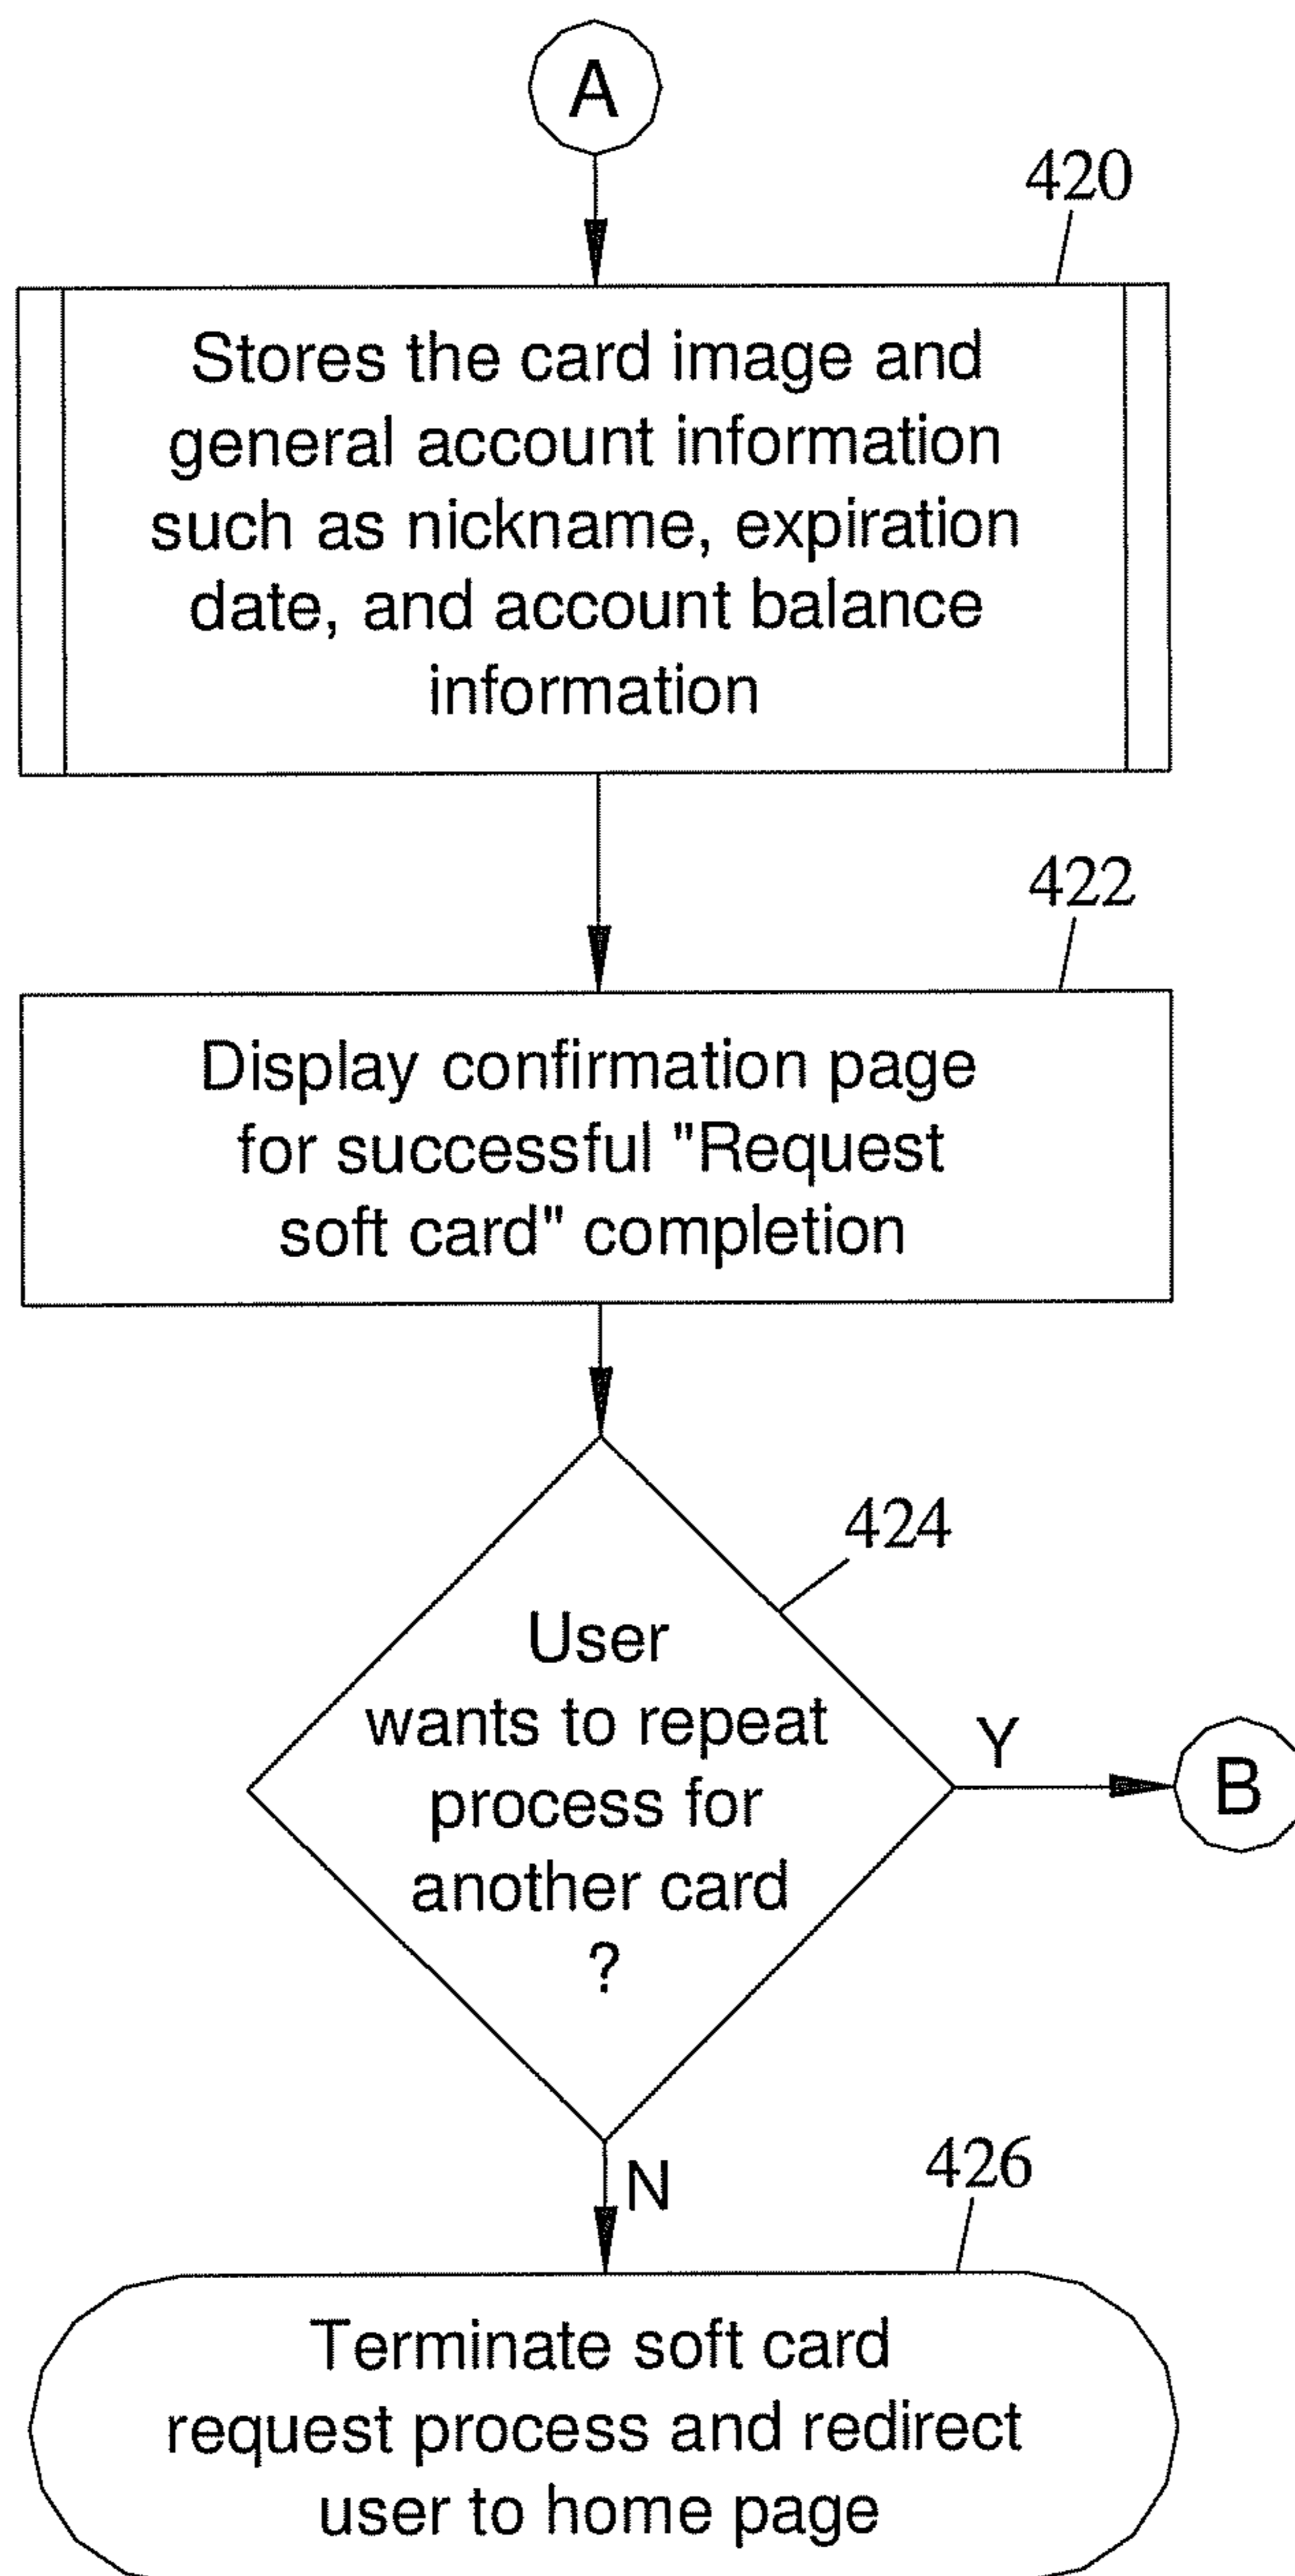 A
420
Stores the card image and
general account information
such as nickname, expiration
date, and account balance
information
422
Display confirmation page
for successful "Request
soft card" completion
424
User
wants to repeat
process for
another card
?
Y
B
N
426
Terminate soft card
request process and redirect
user to home page